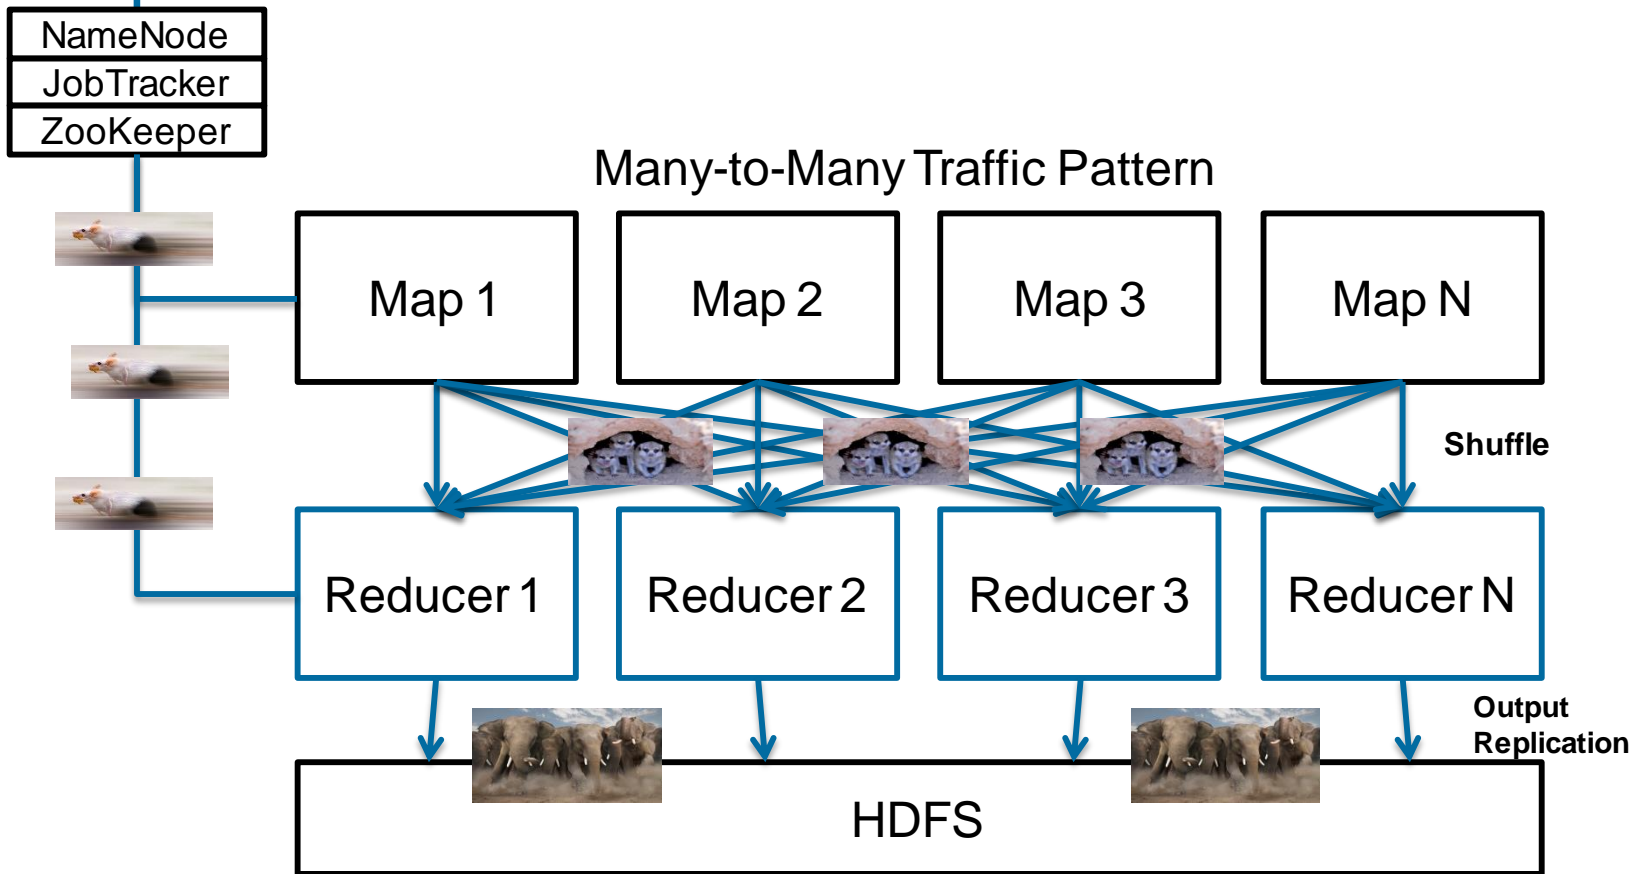 NameNode
JobTracker
ZooKeeper
Many-to-Many Traffic Pattern
Map 1
Map 2
Map 3
Map N
Shuffle
Reducer 1
Reducer 2
Reducer 3
Reducer N
Output
Replication
HDFS